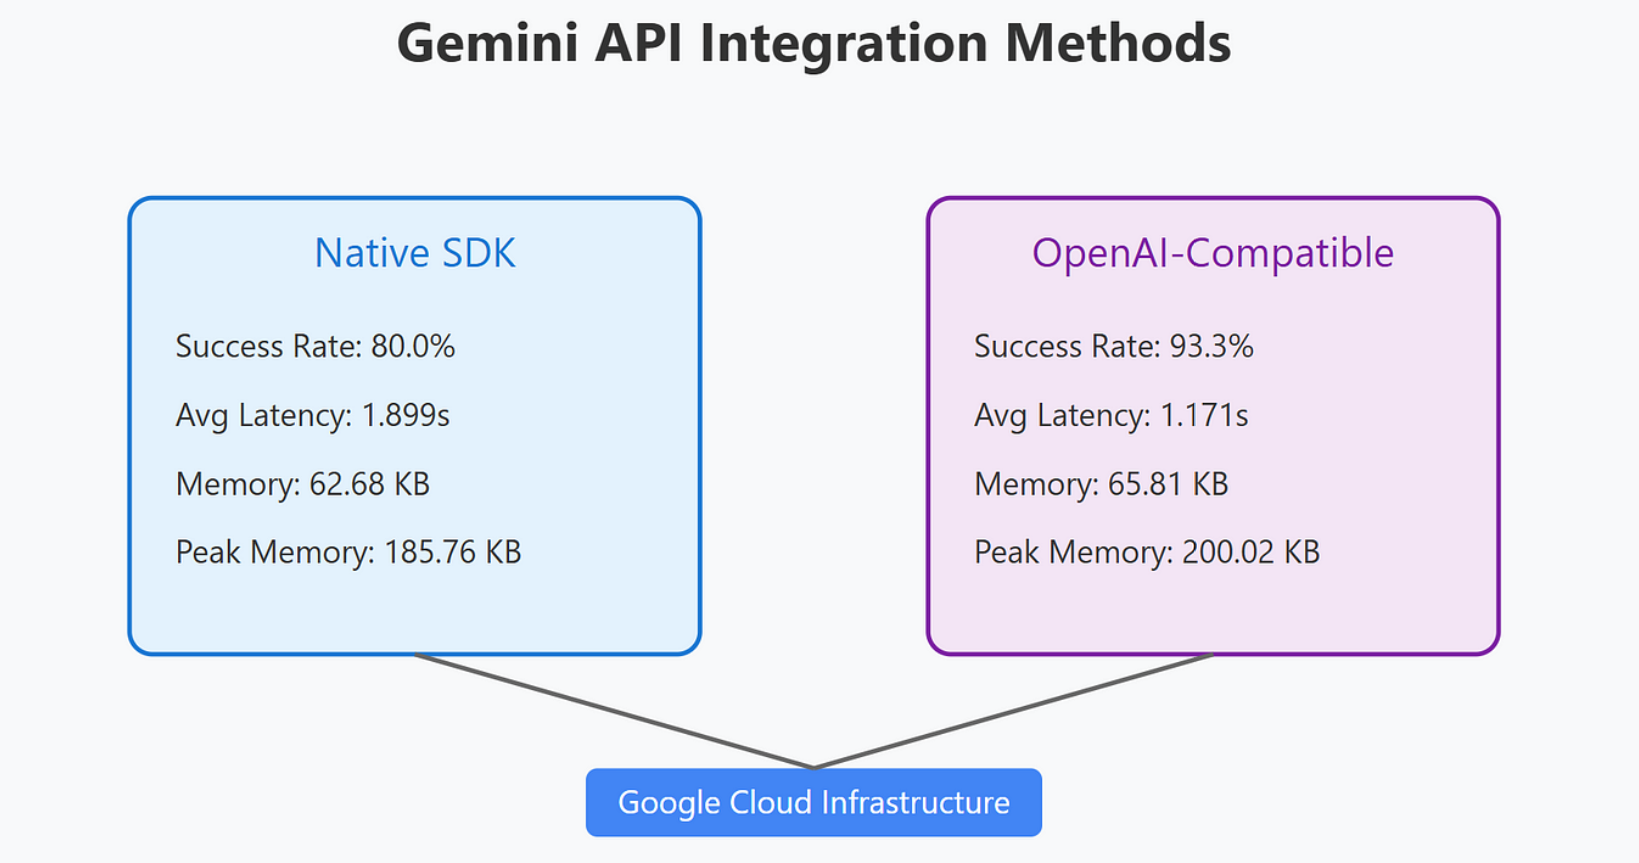 Gemini API Integration Methods
Native SDK
Success Rate: 80.0%
Avg Latency: 1.899s
Memory: 62.68 KB
Peak Memory: 185.76 KB
OpenAI-Compatible
Success Rate: 93.3%
Avg Latency: 1.171s
Memory: 65.81 KB
Peak Memory: 200.02 KB
Google Cloud Infrastructure